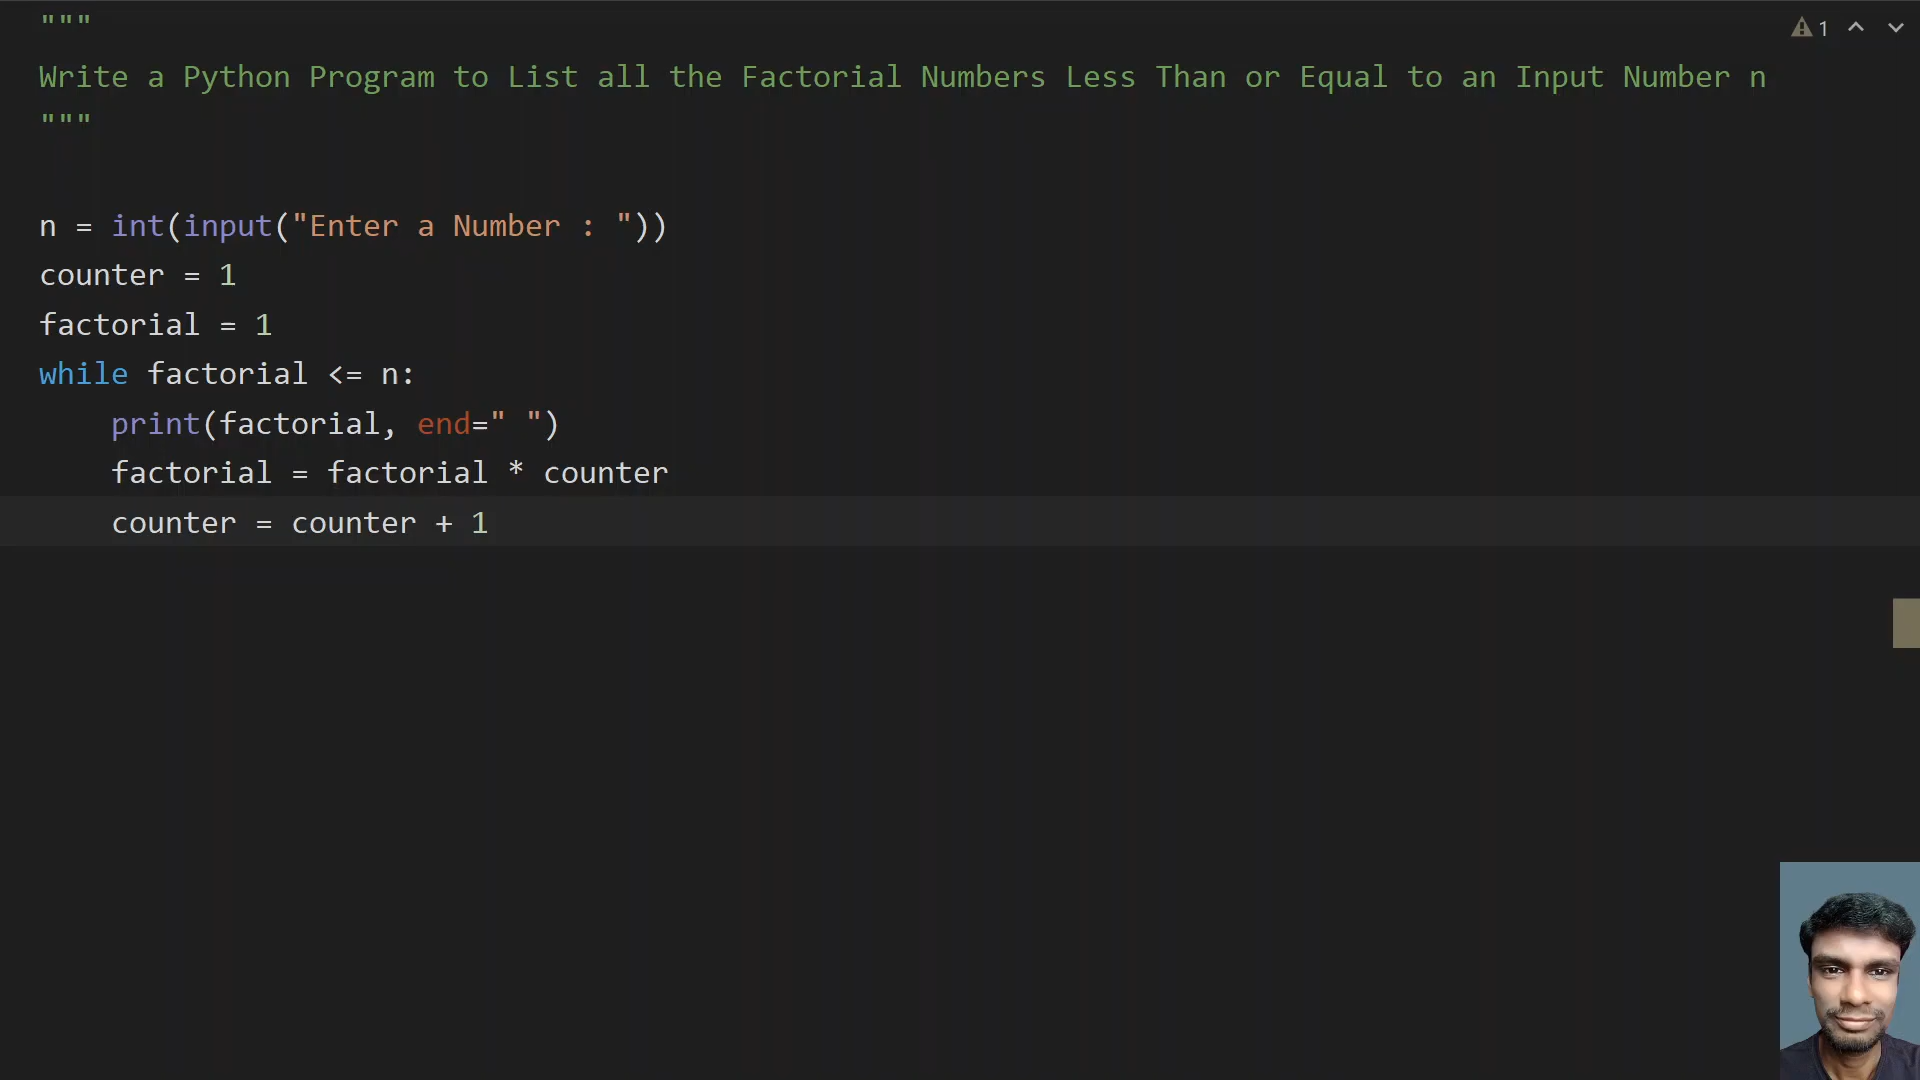 """
1
Write a Python Program to List all the Factorial Numbers Less Than or Equal to an Input Number n
"""
n = int(input("Enter a Number : "))
counter = 1
factorial = 1
while factorial <= n:
    print(factorial, end=" ")
    factorial = factorial * counter
    counter = counter + 1